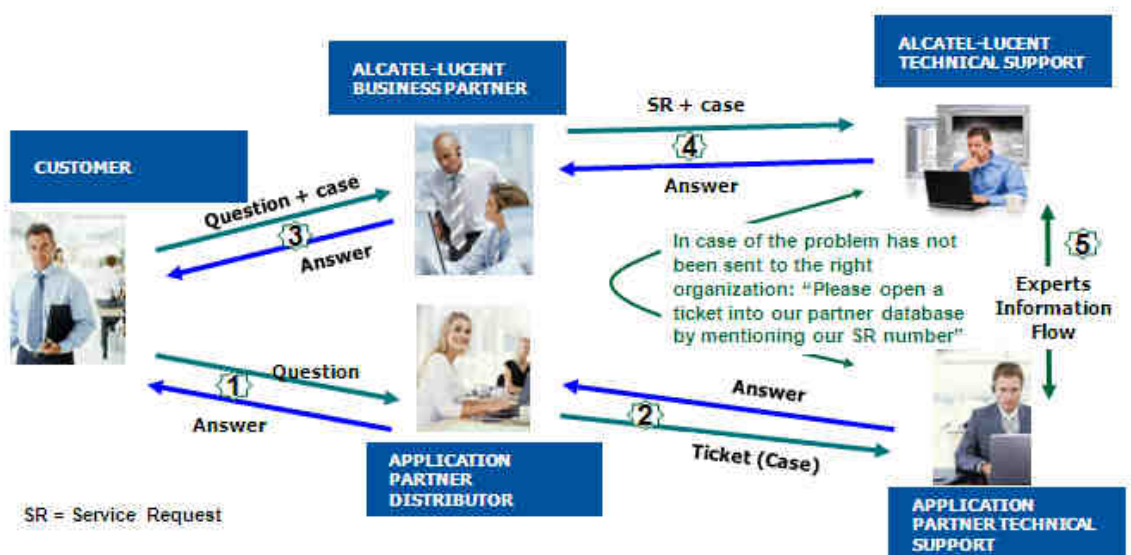 ALCATEL-LUCENT
TECHNICAL SUPPORT
ALCATEL-LUCENT
BUSINESS PARTNER
SR + case
4
Answer
CUSTOMER
Question + case
3
Answer
In case of the problem has not
been sent to the right
organization: “Please open a
ticket into our partner database
by mentioning our SR number”
5
Experts
Information
Flow
Question
1
Answer
Answer
2
Ticket (Case)
APPLICATION
PARTNER
DISTRIBUTOR
APPLICATION
PARTNER TECHNICAL
SUPPORT
SR = Service Request